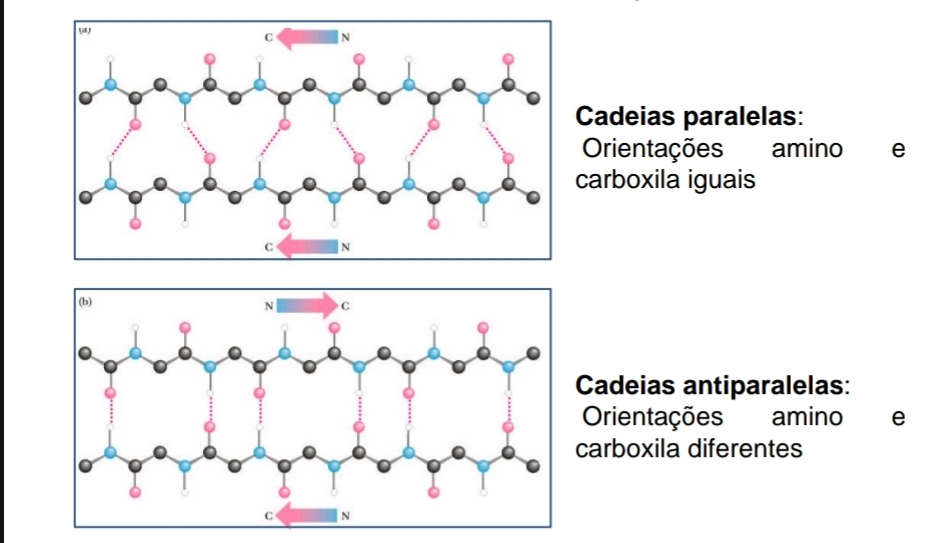 (a)
C N
C N
Cadeias paralelas:
Orientações amino e
carboxila iguais
(b)
N C
C N
Cadeias antiparalelas:
Orientações amino e
carboxila diferentes